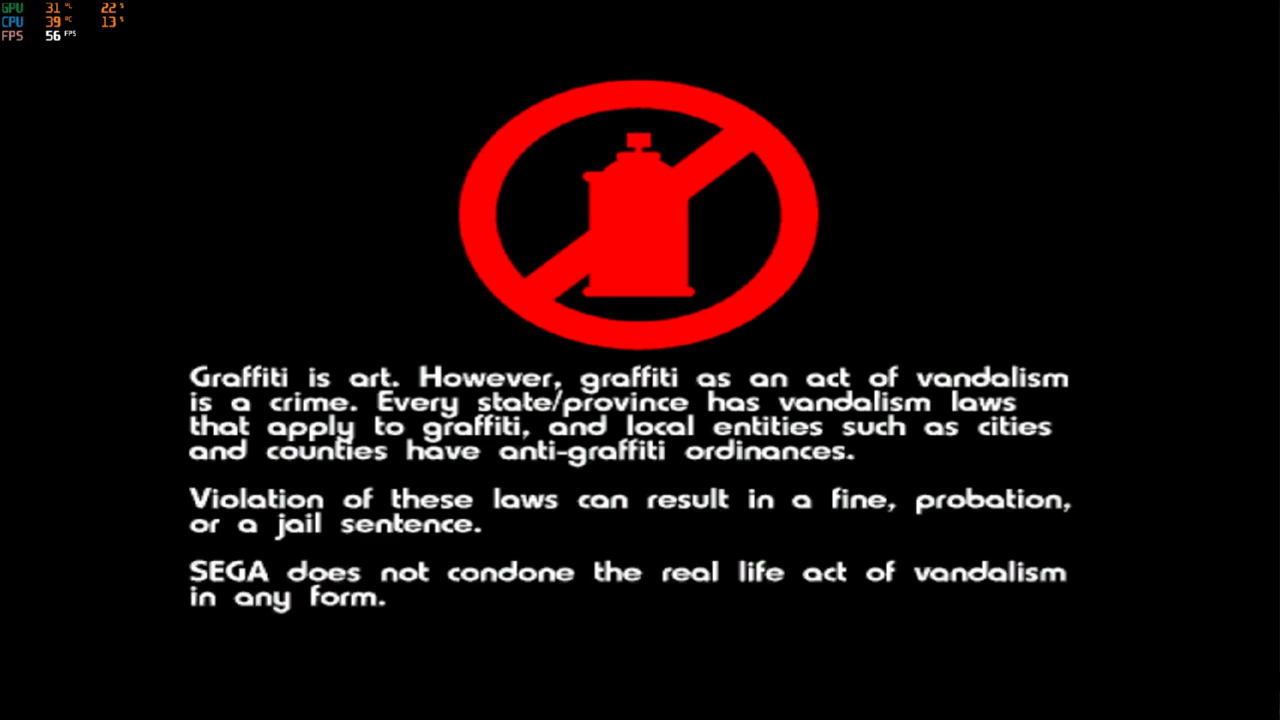 GPU 31 °C 22 %
CPU 39 °C 13 %
FPS 56 FPS
Graffiti is art. However, graffiti as an act of vandalism
is a crime. Every state/province has vandalism laws
that apply to graffiti, and local entities such as cities
and counties have anti-graffiti ordinances.
Violation of these laws can result in a fine, probation,
or a jail sentence.
SEGA does not condone the real life act of vandalism
in any form.